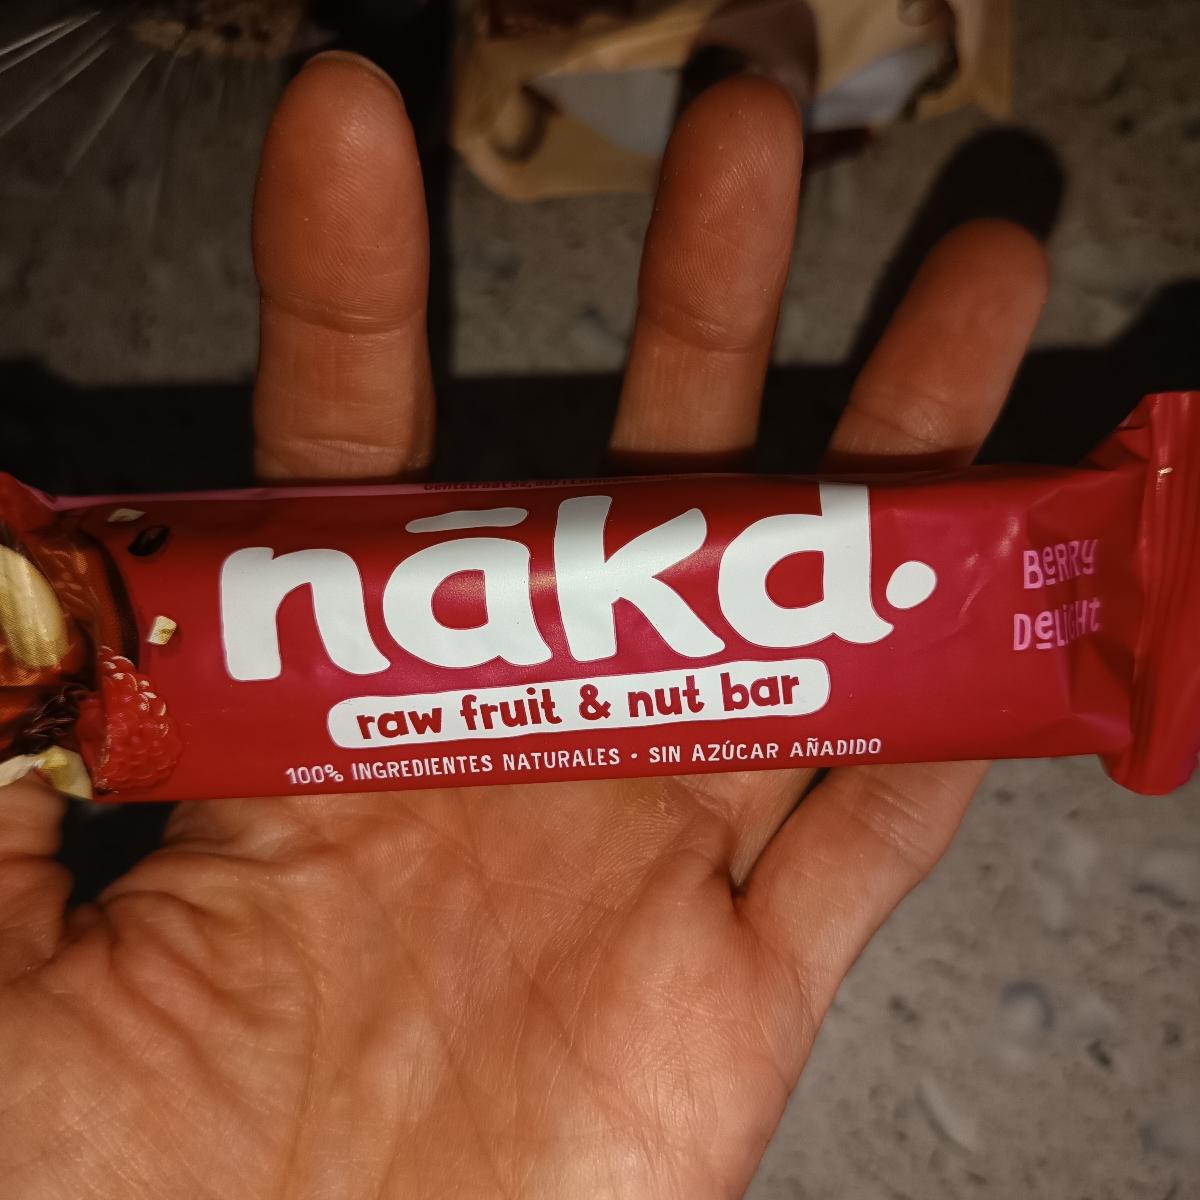 nākd.
raw fruit & nut bar
100% INGREDIENTES NATURALES • SIN AZÚCAR AÑADIDO
BeRRY
DeLiGHt